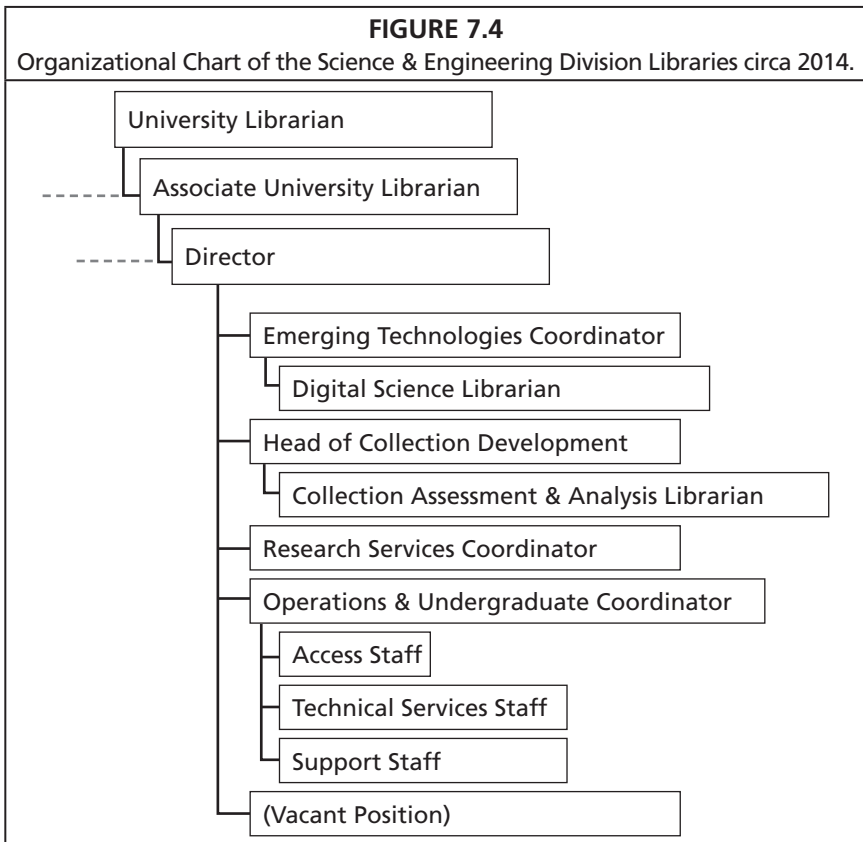 FIGURE 7.4
Organizational Chart of the Science & Engineering Division Libraries circa 2014.
University Librarian
Associate University Librarian
Director
Emerging Technologies Coordinator
Digital Science Librarian
Head of Collection Development
Collection Assessment & Analysis Librarian
Research Services Coordinator
Operations & Undergraduate Coordinator
Access Staff
Technical Services Staff
Support Staff
(Vacant Position)